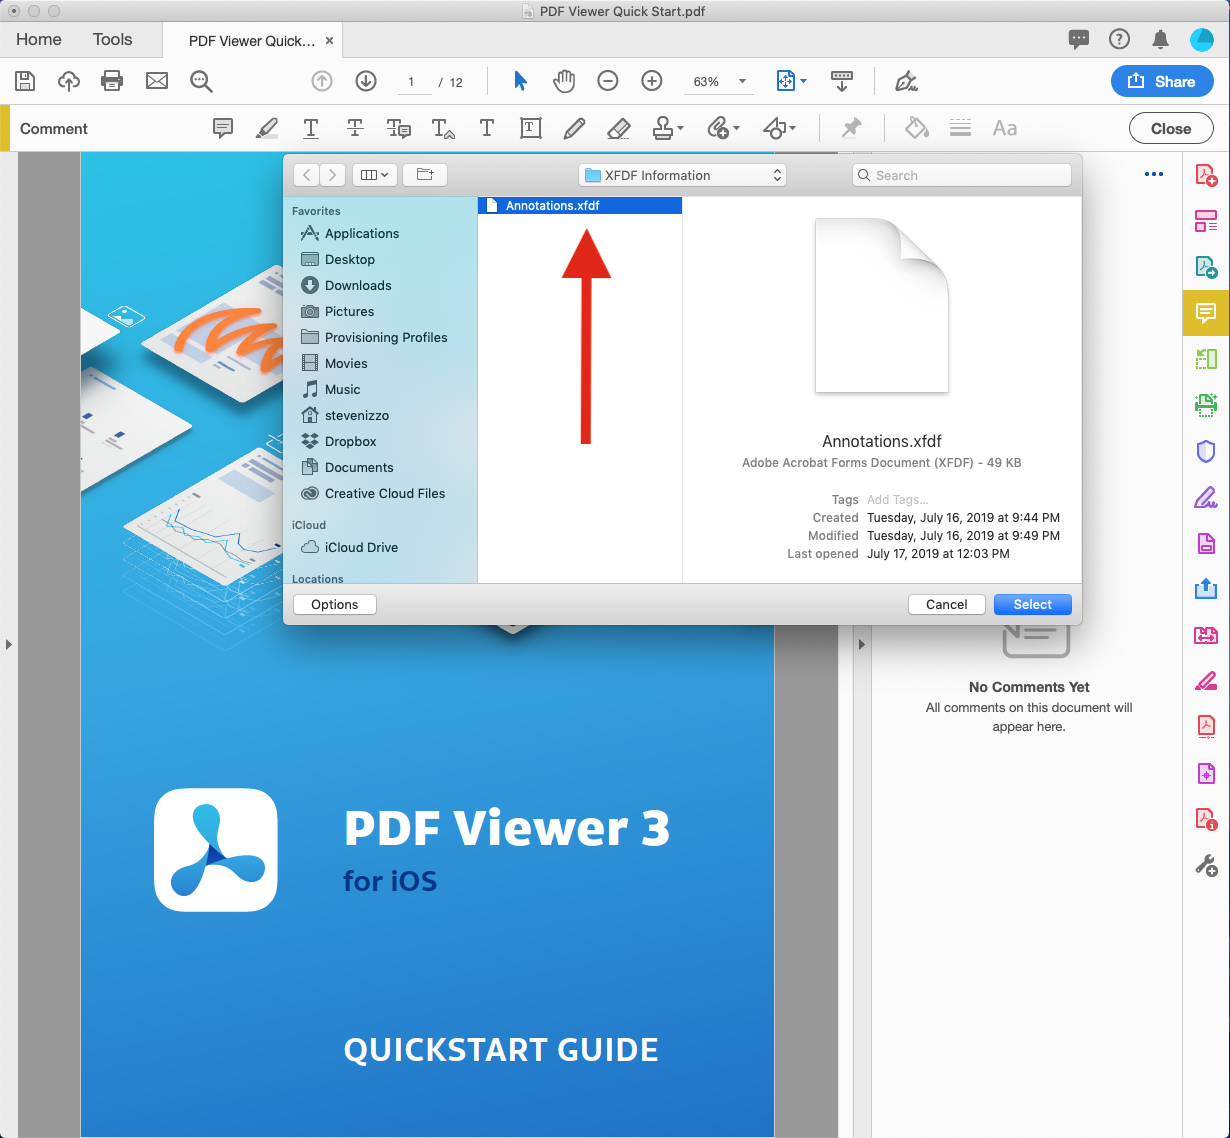 PDF Viewer Quick Start.pdf
Home Tools PDF Viewer Quick... ×
1 / 12 63% Share
Comment T T T T T T Aa Close
XFDF Information Search
Favorites
Applications
Desktop
Downloads
Pictures
Provisioning Profiles
Movies
Music
stevenizzo
Dropbox
Documents
Creative Cloud Files
iCloud
iCloud Drive
Locations
Annotations.xfdf
Annotations.xfdf
Adobe Acrobat Forms Document (XFDF) - 49 KB
Tags Add Tags...
Created Tuesday, July 16, 2019 at 9:44 PM
Modified Tuesday, July 16, 2019 at 9:49 PM
Last opened July 17, 2019 at 12:03 PM
Options Cancel Select
No Comments Yet
All comments on this document will
appear here.
PDF Viewer 3
for iOS
QUICKSTART GUIDE